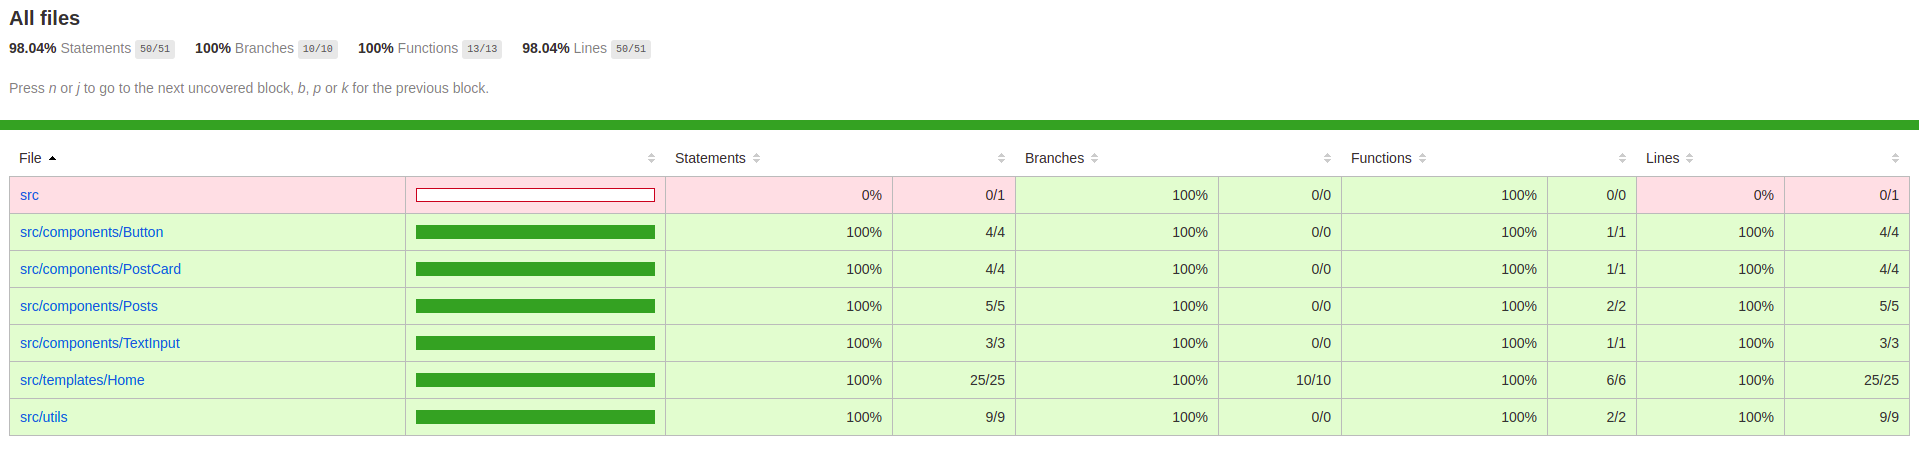 All files
98.04% Statements 50/51 100% Branches 10/10 100% Functions 13/13 98.04% Lines 50/51
Press n or j to go to the next uncovered block, b, p or k for the previous block.
File Statements Branches Functions Lines
src 0% 0/1 100% 0/0 100% 0/0 0% 0/1
src/components/Button 100% 4/4 100% 0/0 100% 1/1 100% 4/4
src/components/PostCard 100% 4/4 100% 0/0 100% 1/1 100% 4/4
src/components/Posts 100% 5/5 100% 0/0 100% 2/2 100% 5/5
src/components/TextInput 100% 3/3 100% 0/0 100% 1/1 100% 3/3
src/templates/Home 100% 25/25 100% 10/10 100% 6/6 100% 25/25
src/utils 100% 9/9 100% 0/0 100% 2/2 100% 9/9